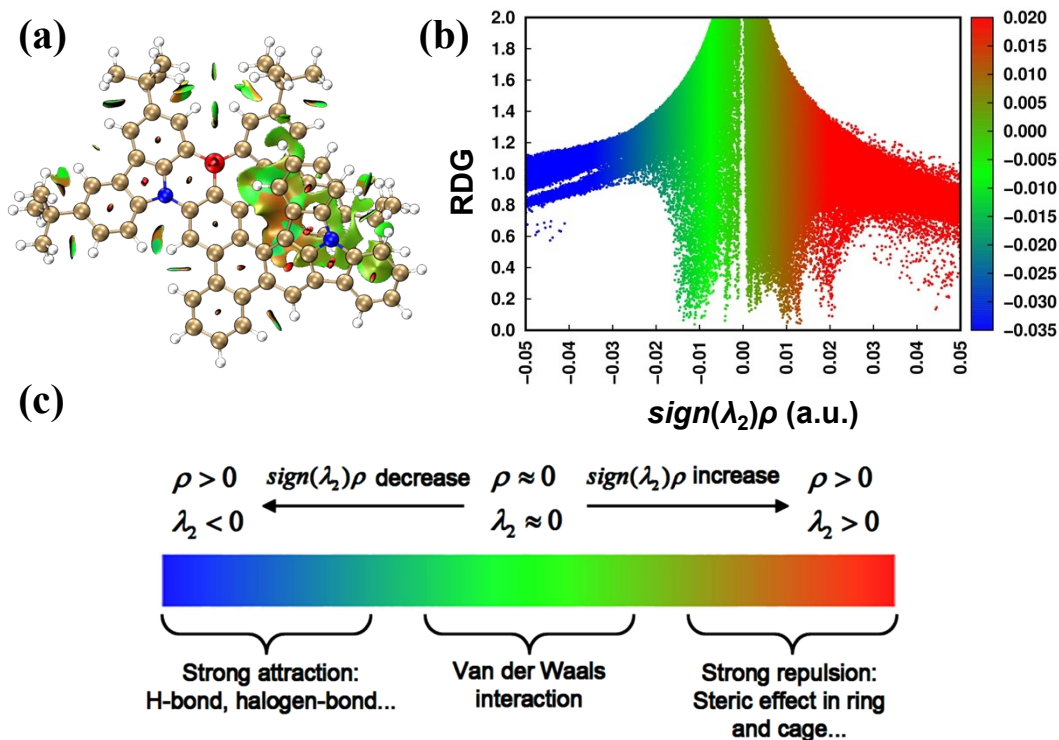 (a)
(b)
2.0
1.8
1.6
1.4
1.2
1.0
0.8
0.6
0.4
0.2
0.0
RDG
-0.05
-0.04
-0.03
-0.02
-0.01
0.00
0.01
0.02
0.03
0.04
0.05
sign(λ₂)ρ (a.u.)
0.020
0.015
0.010
0.005
0.000
-0.005
-0.010
-0.015
-0.020
-0.025
-0.030
-0.035
(c)
ρ > 0 sign(λ₂)ρ decrease ρ ≈ 0 sign(λ₂)ρ increase ρ > 0
λ₂ < 0 λ₂ ≈ 0 λ₂ > 0
Strong attraction:
H-bond, halogen-bond...
Van der Waals
interaction
Strong repulsion:
Steric effect in ring
and cage...